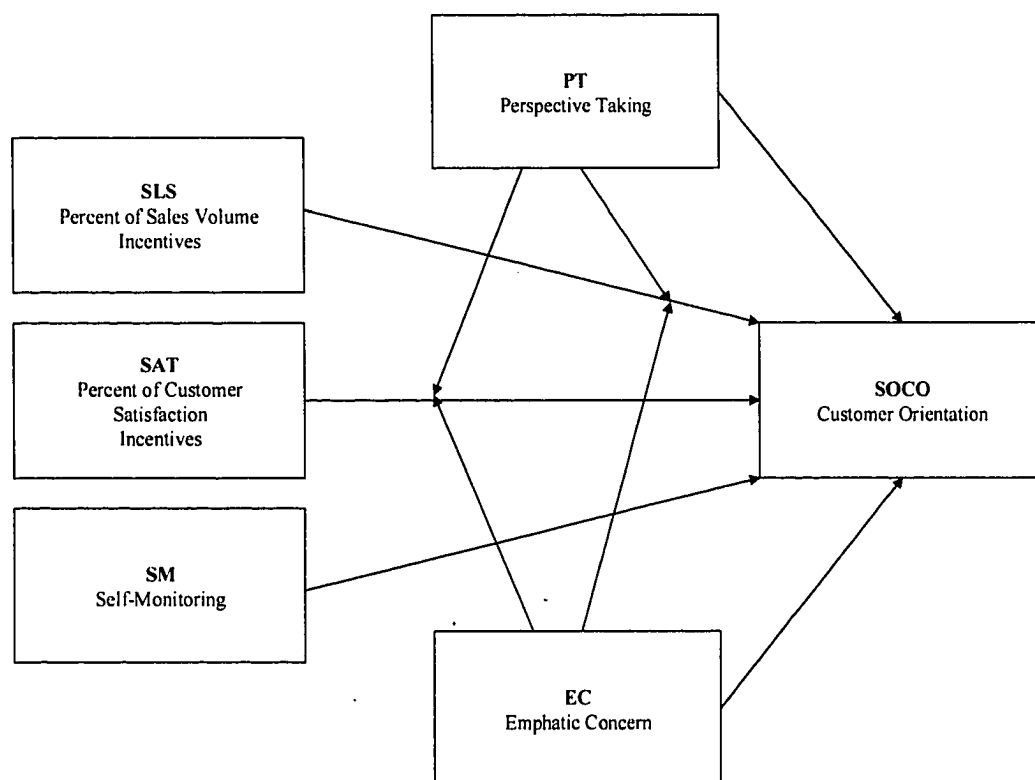 PT
Perspective Taking
SLS
Percent of Sales Volume
Incentives
SAT
Percent of Customer
Satisfaction
Incentives
SOCO
Customer Orientation
SM
Self-Monitoring
EC
Emphatic Concern